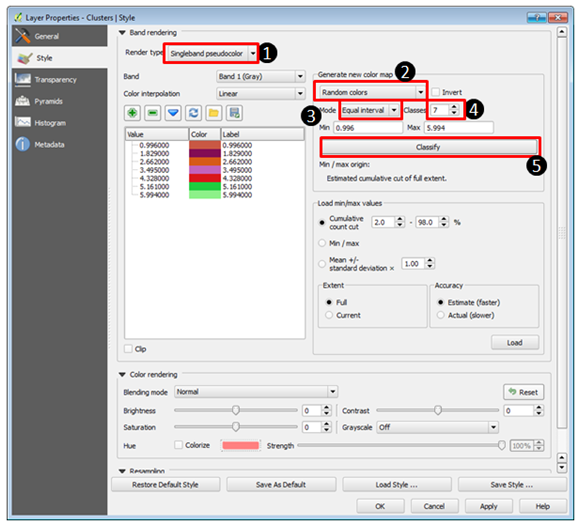 Layer Properties - Clusters | Style
General
Style
Transparency
Pyramids
Histogram
Metadata
Band rendering
Render type Singleband pseudocolor 1
Band Band 1 (Gray)
Color interpolation Linear
Value Color Label
0.996000 0.996000
1.829000 1.829000
2.662000 2.662000
3.495000 3.495000
4.328000 4.328000
5.161000 5.161000
5.994000 5.994000
Clip
Generate new color map 2
Random colors Invert
3 Mode Equal interval Classes 7 4
Min 0.996 Max 5.994
Classify
5
Min / max origin:
Estimated cumulative cut of full extent.
Load min/max values
Cumulative
count cut 2.0 - 98.0 %
Min / max
Mean +/-
standard deviation × 1.00
Extent
Full
Current
Accuracy
Estimate (faster)
Actual (slower)
Load
Color rendering
Blending mode Normal Reset
Brightness 0 Contrast 0
Saturation 0 Grayscale Off
Hue Colorize Strength 100%
Resampling
Restore Default Style Save As Default Load Style ... Save Style ...
OK Cancel Apply Help